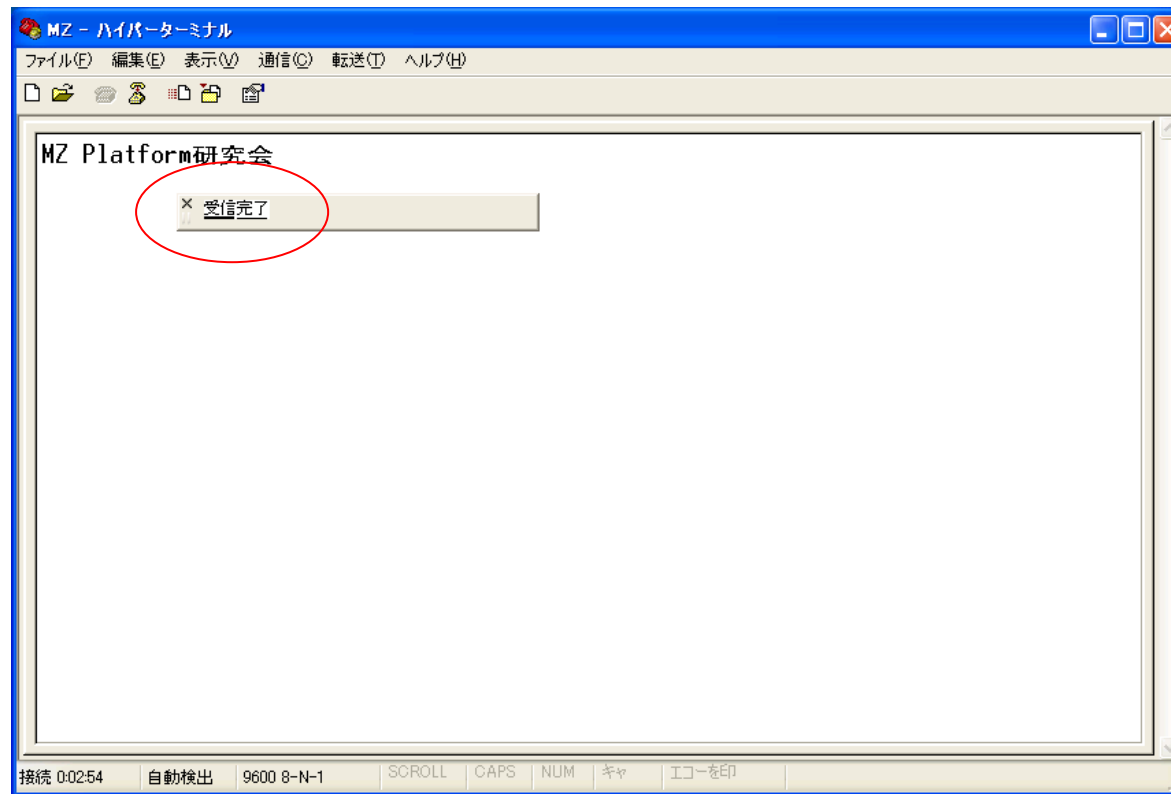 MZ - ハイパーターミナル
ファイル(F) 編集(E) 表示(V) 通信(C) 転送(T) ヘルプ(H)
MZ Platform研究会
受信完了
接続 0:02:54 自動検出 9600 8-N-1 SCROLL CAPS NUM キャ エコーを印